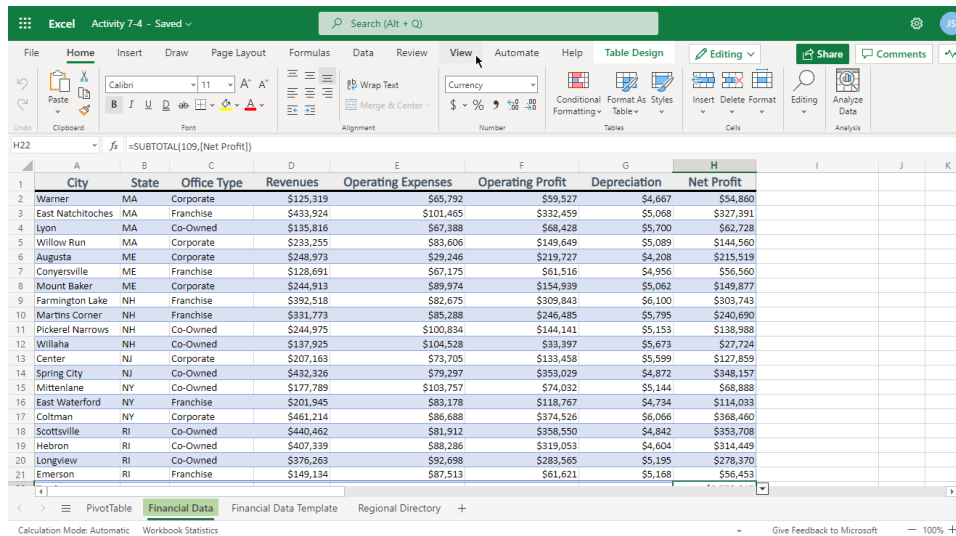 Excel Activity 7-4 - Saved Search (Alt + Q) JS
File Home Insert Draw Page Layout Formulas Data Review View Automate Help Table Design Editing Share Comments
Paste Calibri 11 A^ A˅ Wrap Text Currency Conditional Format As Styles Insert Delete Format Editing Analyze
B I U D ab A Merge & Center $ % 9 .00 Formatting Table Data
Undo Clipboard Font Alignment Number Tables Cells Analysis
H22 fx =SUBTOTAL(109,[Net Profit])
A B C D E F G H I J K
1 City State Office Type Revenues Operating Expenses Operating Profit Depreciation Net Profit
2 Warner MA Corporate $125,319 $65,792 $59,527 $4,667 $54,860
3 East Natchitoches MA Franchise $433,924 $101,465 $332,459 $5,068 $327,391
4 Lyon MA Co-Owned $135,816 $67,388 $68,428 $5,700 $62,728
5 Willow Run MA Corporate $233,255 $83,606 $149,649 $5,089 $144,560
6 Augusta ME Corporate $248,973 $29,246 $219,727 $4,208 $215,519
7 Conyersville ME Franchise $128,691 $67,175 $61,516 $4,956 $56,560
8 Mount Baker ME Corporate $244,913 $89,974 $154,939 $5,062 $149,877
9 Farmington Lake NH Franchise $392,518 $82,675 $309,843 $6,100 $303,743
10 Martins Corner NH Franchise $331,773 $85,288 $246,485 $5,795 $240,690
11 Pickerel Narrows NH Co-Owned $244,975 $100,834 $144,141 $5,153 $138,988
12 Willaha NH Co-Owned $137,925 $104,528 $33,397 $5,673 $27,724
13 Center NJ Corporate $207,163 $73,705 $133,458 $5,599 $127,859
14 Spring City NJ Co-Owned $432,326 $79,297 $353,029 $4,872 $348,157
15 Mittenlane NY Co-Owned $177,789 $103,757 $74,032 $5,144 $68,888
16 East Waterford NY Franchise $201,945 $83,178 $118,767 $4,734 $114,033
17 Coltman NY Corporate $461,214 $86,688 $374,526 $6,066 $368,460
18 Scottsville RI Co-Owned $440,462 $81,912 $358,550 $4,842 $353,708
19 Hebron RI Co-Owned $407,339 $88,286 $319,053 $4,604 $314,449
20 Longview RI Co-Owned $376,263 $92,698 $283,565 $5,195 $278,370
21 Emerson RI Franchise $149,134 $87,513 $61,621 $5,168 $56,453
PivotTable Financial Data Financial Data Template Regional Directory +
Calculation Mode: Automatic Workbook Statistics Give Feedback to Microsoft — 100% +